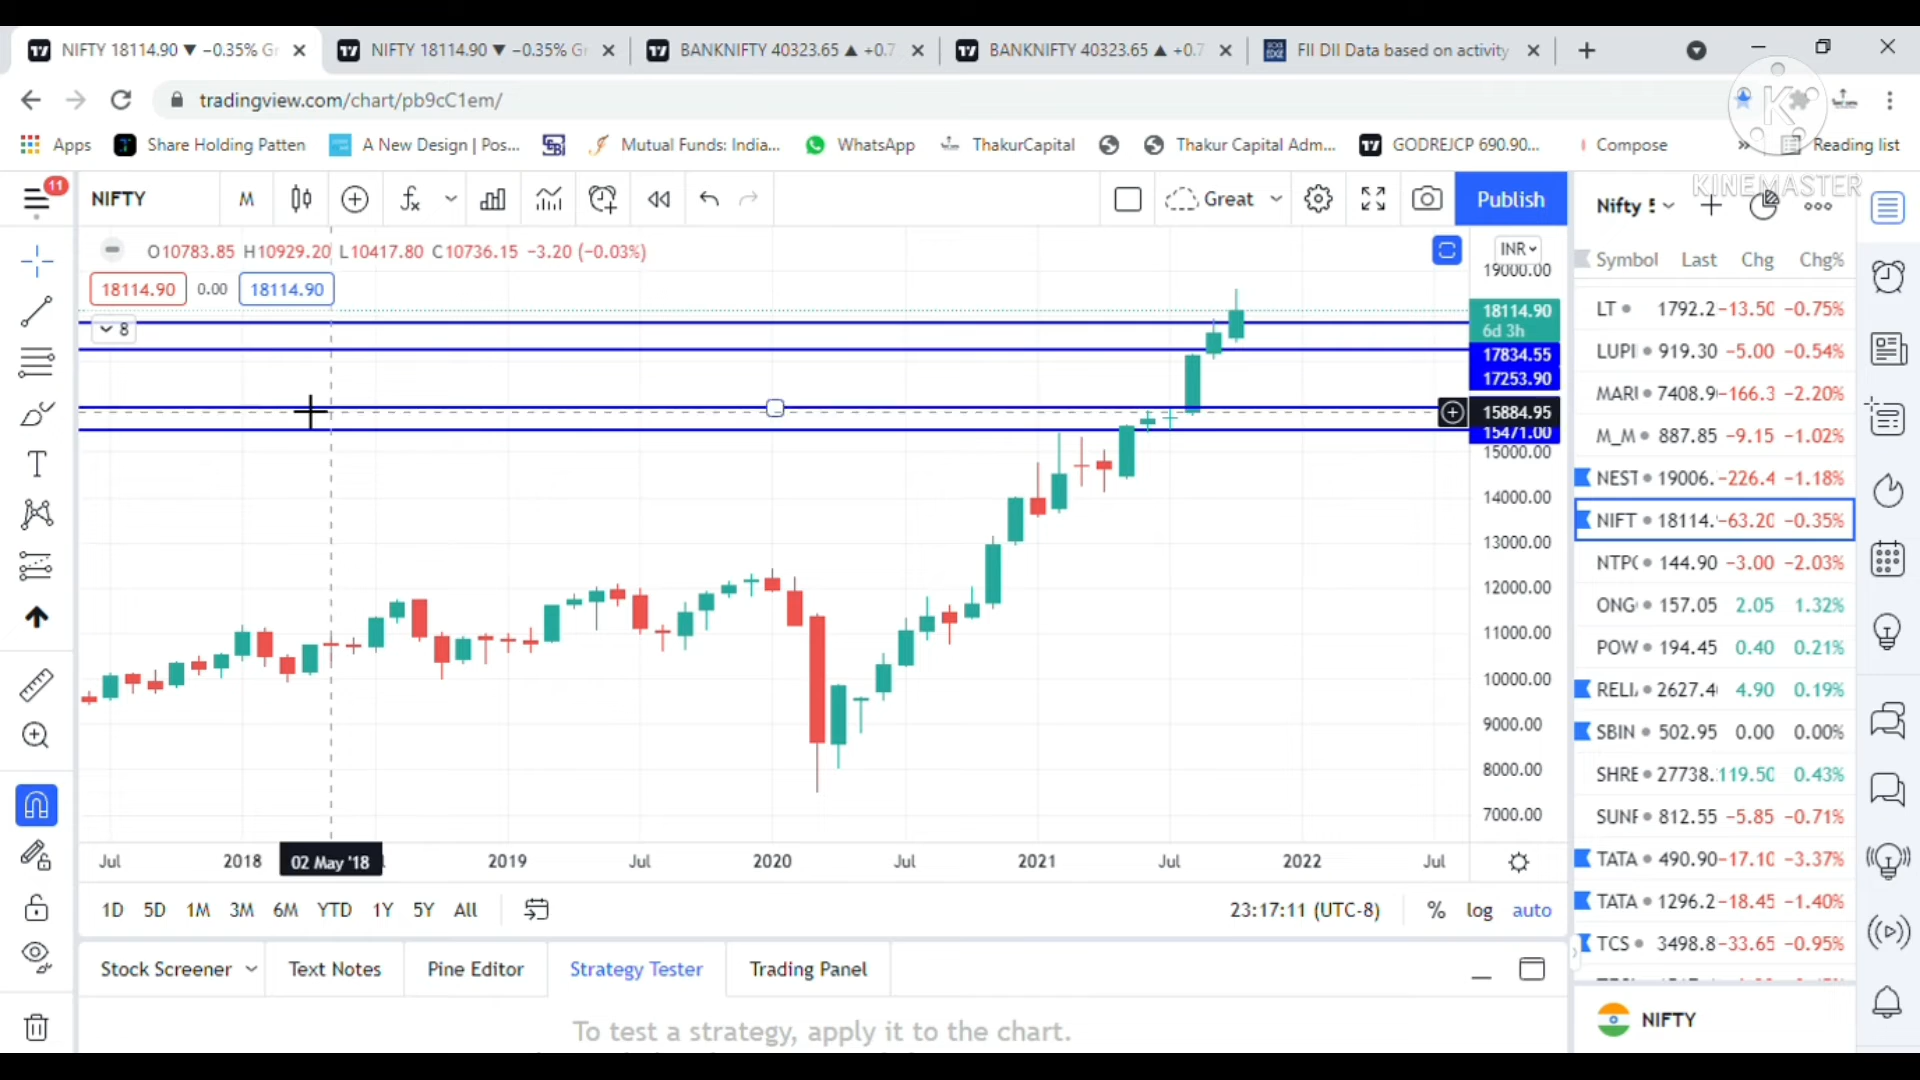 NIFTY 18114.90 ▼ −0.35% Gr
NIFTY 18114.90 ▼ −0.35% Gr
BANKNIFTY 40323.65 ▲ +0.7
BANKNIFTY 40323.65 ▲ +0.7
FII DII Data based on activity
tradingview.com/chart/pb9cC1em/
Apps
Share Holding Patten
A New Design | Pos...
Mutual Funds: India...
WhatsApp
ThakurCapital
Thakur Capital Adm...
GODREJCP 690.90...
Compose
»
Reading list
KINEMASTER
11
NIFTY
M
Great
Publish
Nifty 5
O10783.85 H10929.20 L10417.80 C10736.15 −3.20 (−0.03%)
18114.90 0.00 18114.90
8
INR
19000.00
18114.90
6d 3h
17834.55
17253.90
15884.95
15471.00
15000.00
14000.00
13000.00
12000.00
11000.00
10000.00
9000.00
8000.00
7000.00
Jul 2018 02 May '18 2019 Jul 2020 Jul 2021 Jul 2022 Jul
1D 5D 1M 3M 6M YTD 1Y 5Y All
23:17:11 (UTC-8) % log auto
Stock Screener Text Notes Pine Editor Strategy Tester Trading Panel
To test a strategy, apply it to the chart.
Symbol Last Chg Chg%
LT 1792.2 −13.50 −0.75%
LUPI 919.30 −5.00 −0.54%
MARI 7408.9 −166.3 −2.20%
M_M 887.85 −9.15 −1.02%
NEST 19006. −226.4 −1.18%
NIFT 18114. −63.20 −0.35%
NTPC 144.90 −3.00 −2.03%
ONG 157.05 2.05 1.32%
POW 194.45 0.40 0.21%
RELI 2627.4 4.90 0.19%
SBIN 502.95 0.00 0.00%
SHRE 27738. 119.50 0.43%
SUNF 812.55 −5.85 −0.71%
TATA 490.90 −17.10 −3.37%
TATA 1296.2 −18.45 −1.40%
TCS 3498.8 −33.65 −0.95%
NIFTY